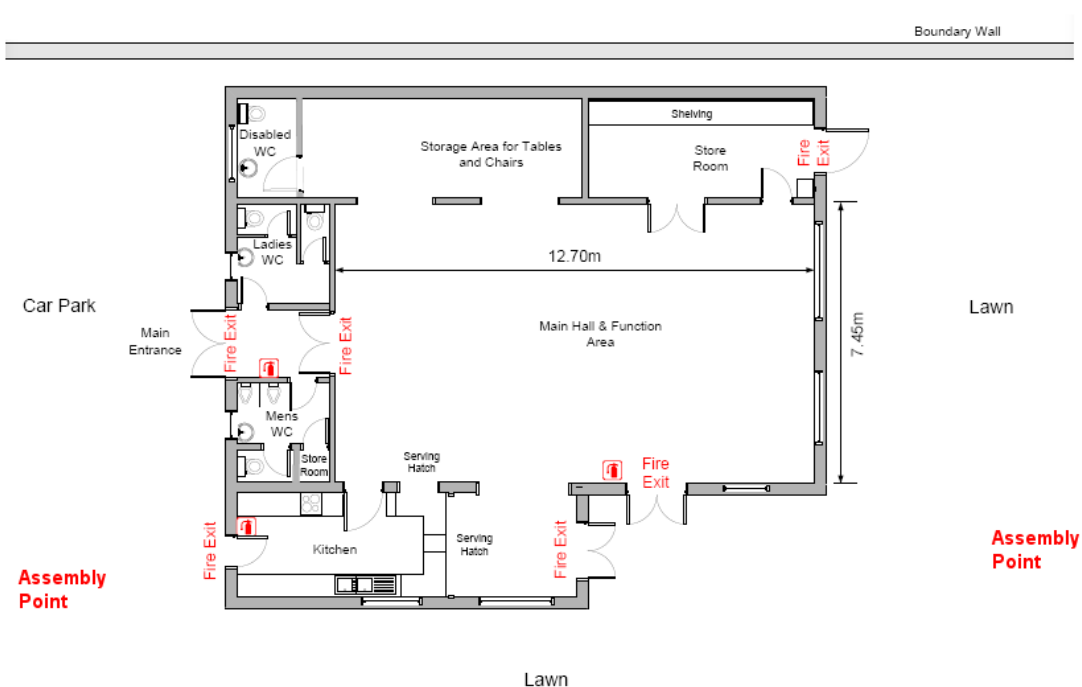 Boundary Wall
Shelving
Disabled
WC
Storage Area for Tables
and Chairs
Store
Room
Fire
Exit
Ladies
WC
12.70m
Car Park
Main
Entrance
Fire Exit
Fire Exit
Main Hall & Function
Area
7.45m
Lawn
Mens
WC
Store
Room
Serving
Hatch
Fire
Exit
Fire Exit
Kitchen
Serving
Hatch
Fire Exit
Assembly
Point
Assembly
Point
Lawn